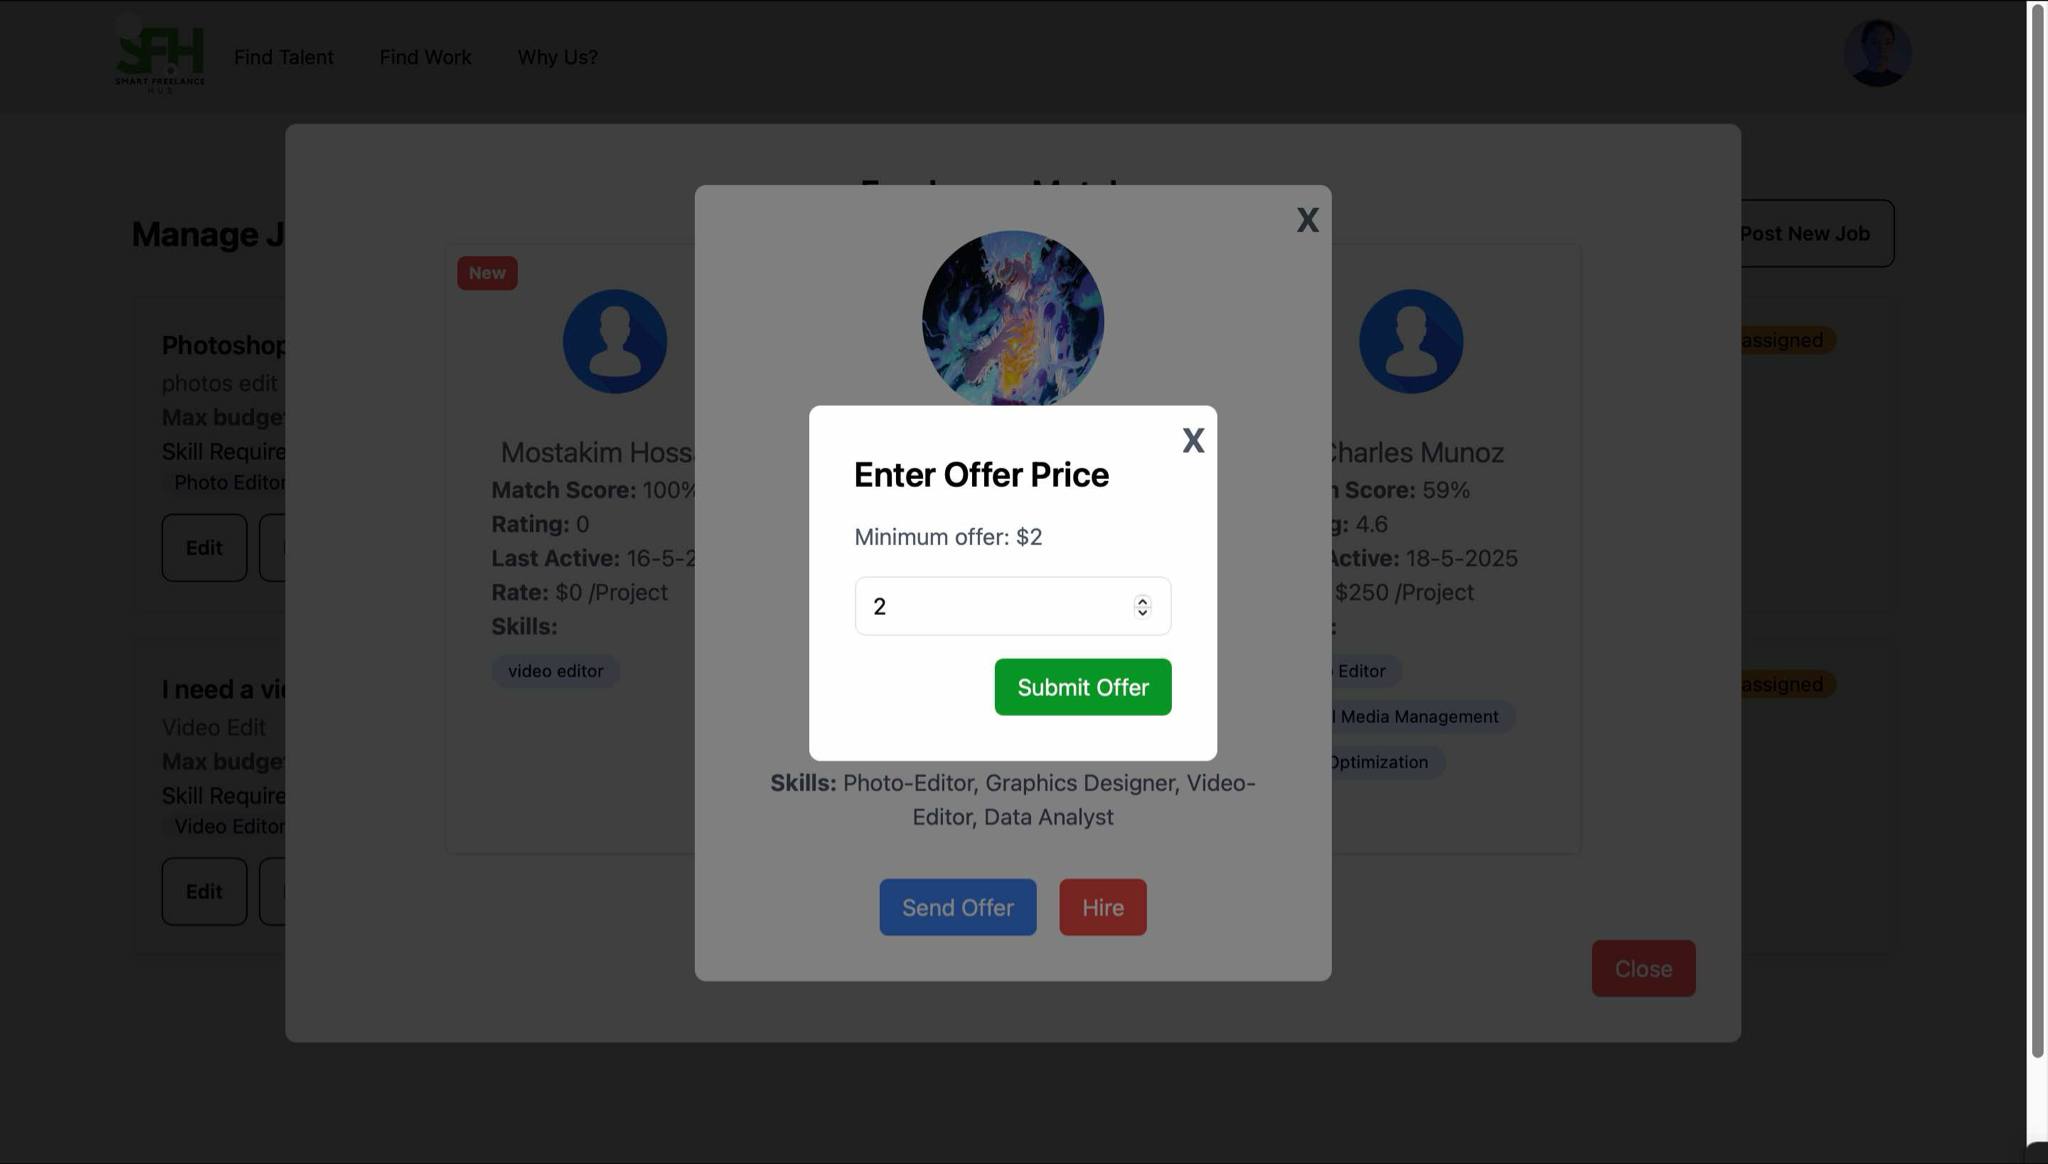 SFH
SMART FREELANCE
HUB
Find Talent
Find Work
Why Us?
Manage J
Post New Job
Photoshop
photos edit
Max budget
Skill Require
Photo Editor
Edit
assigned
I need a vi
Video Edit
Max budget
Skill Require
Video Editor
Edit
assigned
New
Mostakim Hoss
Match Score: 100%
Rating: 0
Last Active: 16-5-2
Rate: $0 /Project
Skills:
video editor
Charles Munoz
Score: 59%
g: 4.6
Active: 18-5-2025
$250 /Project
Editor
l Media Management
Optimization
Close
X
Skills: Photo-Editor, Graphics Designer, Video-
Editor, Data Analyst
Send Offer
Hire
X
Enter Offer Price
Minimum offer: $2
2
Submit Offer